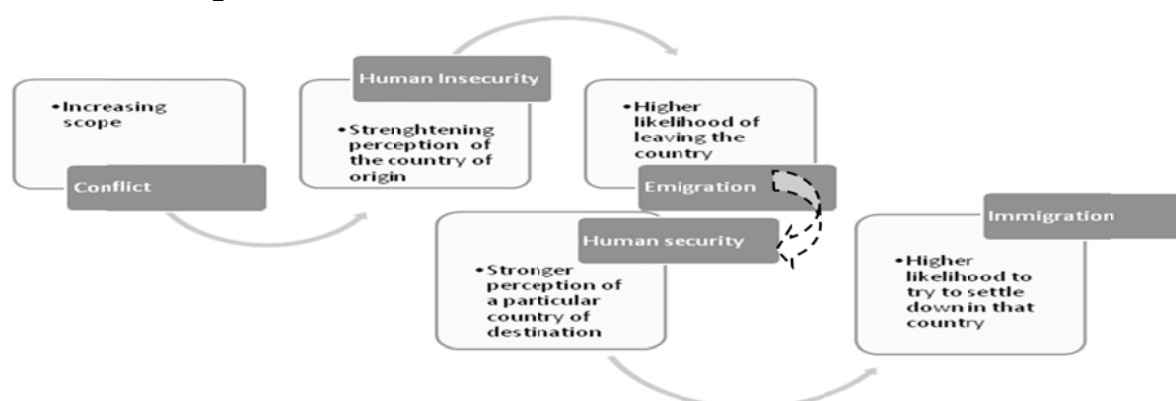 •Increasing
scope
Conflict
Human Insecurity
•Strenghtening
perception of
the country of
origin
•Higher
likelihood of
leaving the
country
Emigration
Human security
•Stronger
perception of
a particular
country of
destination
Immigration
•Higher
likelihood to
try to settle
down in that
country